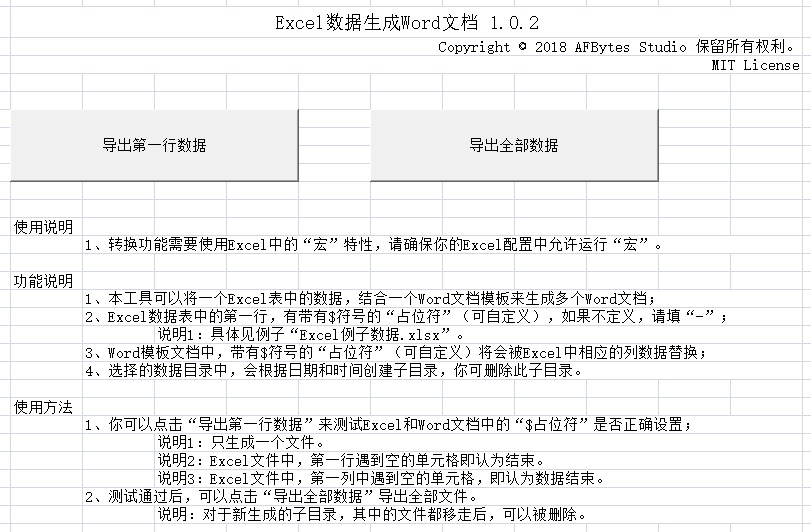 Excel数据生成Word文档 1.0.2
Copyright © 2018 AFBytes Studio 保留所有权利。
MIT License
导出第一行数据 导出全部数据
使用说明
1、转换功能需要使用Excel中的“宏”特性，请确保你的Excel配置中允许运行“宏”。
功能说明
1、本工具可以将一个Excel表中的数据，结合一个Word文档模板来生成多个Word文档；
2、Excel数据表中的第一行，有带有$符号的“占位符”（可自定义），如果不定义，请填“-”；
说明1：具体见例子“Excel例子数据.xlsx”。
3、Word模板文档中，带有$符号的“占位符”（可自定义）将会被Excel中相应的列数据替换；
4、选择的数据目录中，会根据日期和时间创建子目录，你可删除此子目录。
使用方法
1、你可以点击“导出第一行数据”来测试Excel和Word文档中的“$占位符”是否正确设置；
说明1：只生成一个文件。
说明2：Excel文件中，第一行遇到空的单元格即认为结束。
说明3：Excel文件中，第一列中遇到空的单元格，即认为数据结束。
2、测试通过后，可以点击“导出全部数据”导出全部文件。
说明：对于新生成的子目录，其中的文件都移走后，可以被删除。